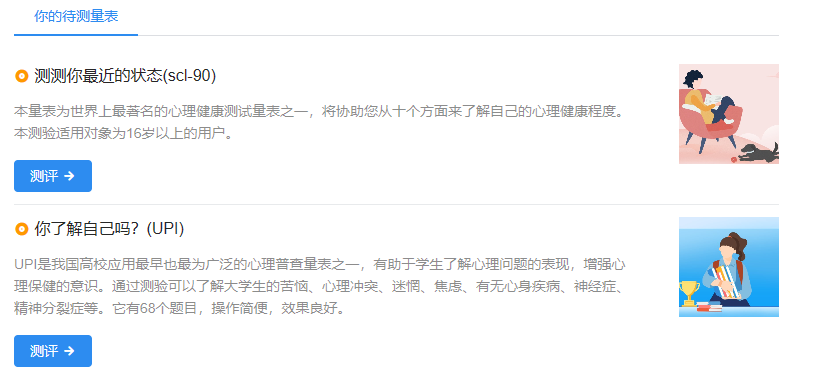 你的待测量表
测测你最近的状态(scl-90)
本量表为世界上最著名的心理健康测试量表之一，将协助您从十个方面来了解自己的心理健康程度。
本测验适用对象为16岁以上的用户。
测评 →
你了解自己吗？(UPI)
UPI是我国高校应用最早也最为广泛的心理普查量表之一，有助于学生了解心理问题的表现，增强心
理保健的意识。通过测验可以了解大学生的苦恼、心理冲突、迷惘、焦虑、有无心身疾病、神经症、
精神分裂症等。它有68个题目，操作简便，效果良好。
测评 →